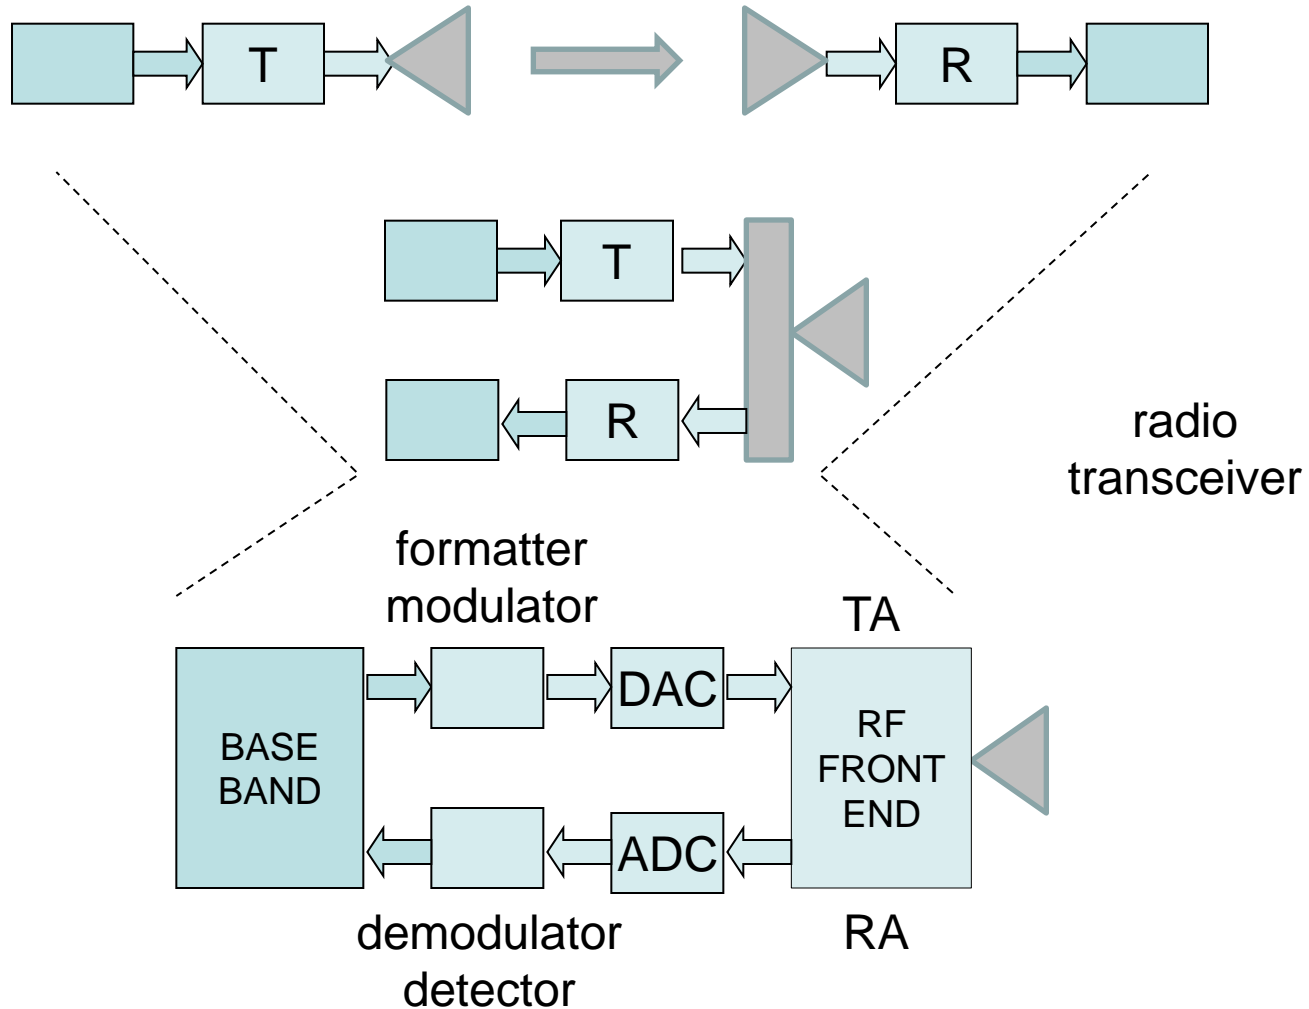 T
R
T
R
radio
transceiver
formatter
modulator
TA
DAC
BASE
BAND
RF
FRONT
END
ADC
demodulator
detector
RA